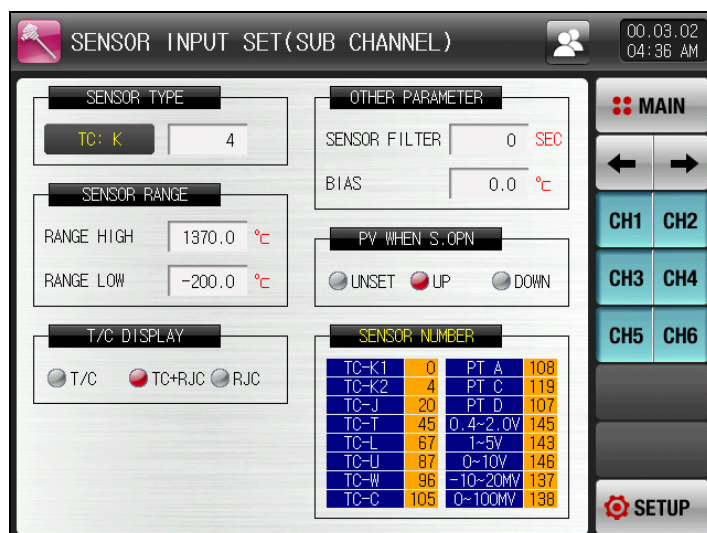 SENSOR INPUT SET(SUB CHANNEL)
00.03.02
04:36 AM
SENSOR TYPE
TC: K 4
SENSOR RANGE
RANGE HIGH 1370.0 ℃
RANGE LOW -200.0 ℃
T/C DISPLAY
T/C TC+RJC RJC
OTHER PARAMETER
SENSOR FILTER 0 SEC
BIAS 0.0 ℃
PV WHEN S.OPN
UNSET UP DOWN
SENSOR NUMBER
TC-K1 0 PT A 108
TC-K2 4 PT C 119
TC-J 20 PT D 107
TC-T 45 0.4~2.0V 145
TC-L 67 1~5V 143
TC-U 87 0~10V 146
TC-W 96 -10~20MV 137
TC-C 105 0~100MV 138
MAIN
CH1 CH2
CH3 CH4
CH5 CH6
SETUP